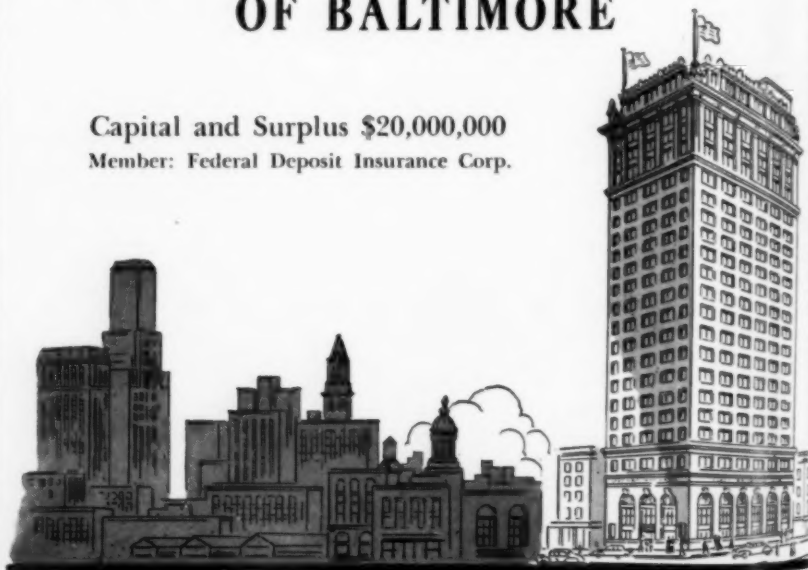 OF BALTIMORE
Capital and Surplus $20,000,000
Member: Federal Deposit Insurance Corp.